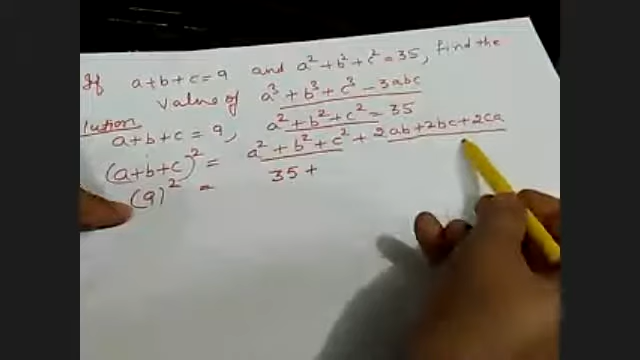 If a+b+c=9 and a²+b²+c²=35, find the
value of a³+b³+c³-3abc
lution a+b+c=9, a²+b²+c²=35
(a+b+c)² = a²+b²+c²+2ab+2bc+2ca
(9)² = 35+